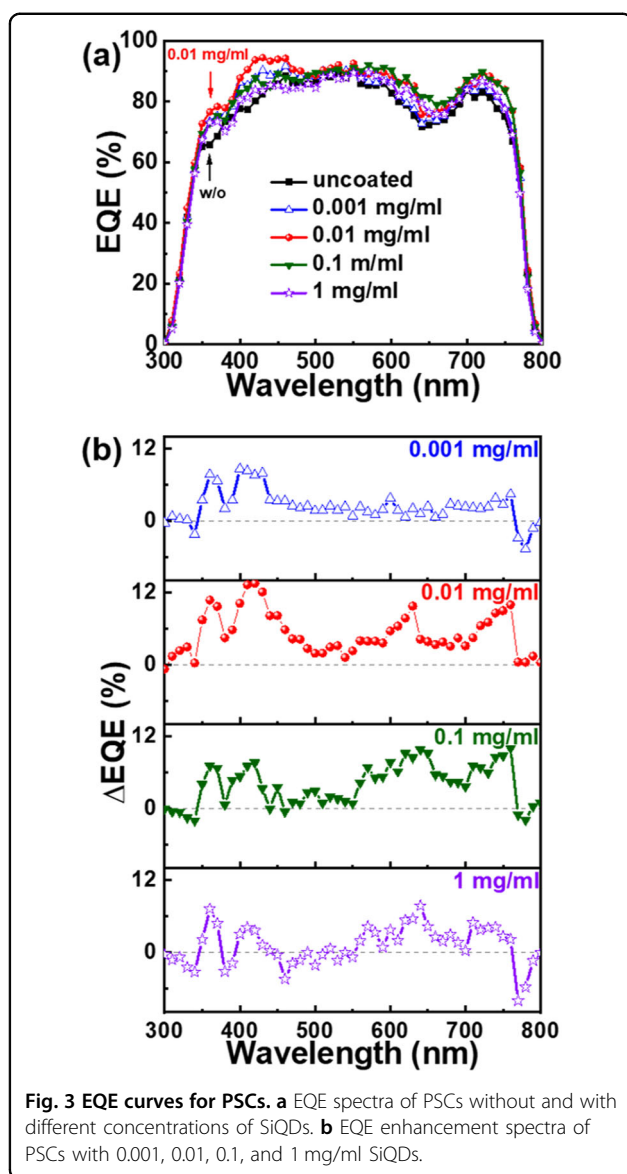 (a)
0.01 mg/ml
w/o
uncoated
0.001 mg/ml
0.01 mg/ml
0.1 m/ml
1 mg/ml
EQE (%)
100
80
60
40
20
0
300 400 500 600 700 800
Wavelength (nm)
(b)
0.001 mg/ml
12
0
0.01 mg/ml
12
0
0.1 mg/ml
12
0
1 mg/ml
12
0
ΔEQE (%)
300 400 500 600 700 800
Wavelength (nm)
Fig. 3 EQE curves for PSCs. a EQE spectra of PSCs without and with
different concentrations of SiQDs. b EQE enhancement spectra of
PSCs with 0.001, 0.01, 0.1, and 1 mg/ml SiQDs.